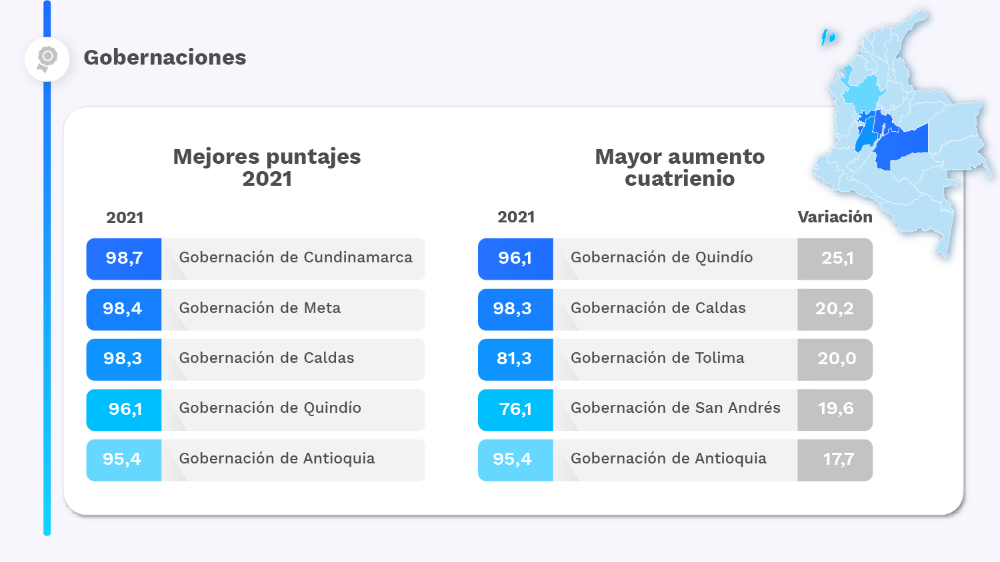 Gobernaciones
Mejores puntajes
2021
2021
98,7 Gobernación de Cundinamarca
98,4 Gobernación de Meta
98,3 Gobernación de Caldas
96,1 Gobernación de Quindío
95,4 Gobernación de Antioquia
Mayor aumento
cuatrienio
2021 Variación
96,1 Gobernación de Quindío 25,1
98,3 Gobernación de Caldas 20,2
81,3 Gobernación de Tolima 20,0
76,1 Gobernación de San Andrés 19,6
95,4 Gobernación de Antioquia 17,7